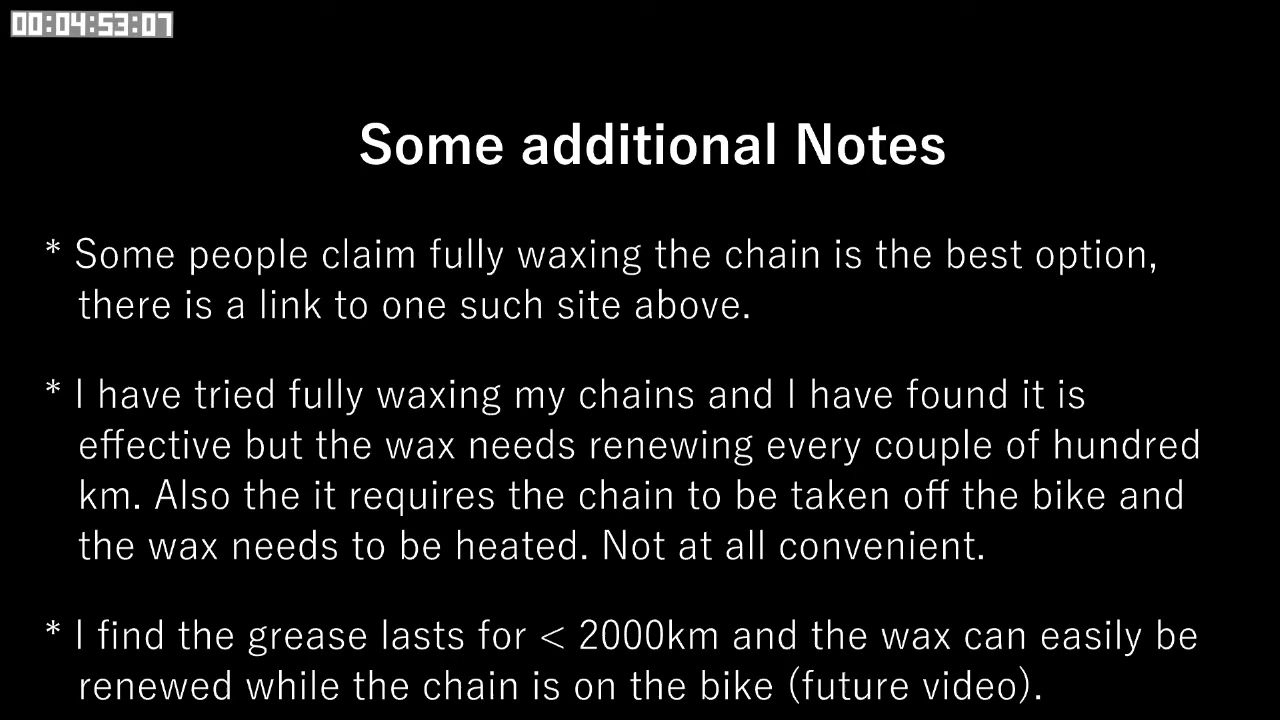 00:04:53:07
Some additional Notes
* Some people claim fully waxing the chain is the best option,
there is a link to one such site above.
* I have tried fully waxing my chains and I have found it is
effective but the wax needs renewing every couple of hundred
km. Also the it requires the chain to be taken off the bike and
the wax needs to be heated. Not at all convenient.
* I find the grease lasts for < 2000km and the wax can easily be
renewed while the chain is on the bike (future video).